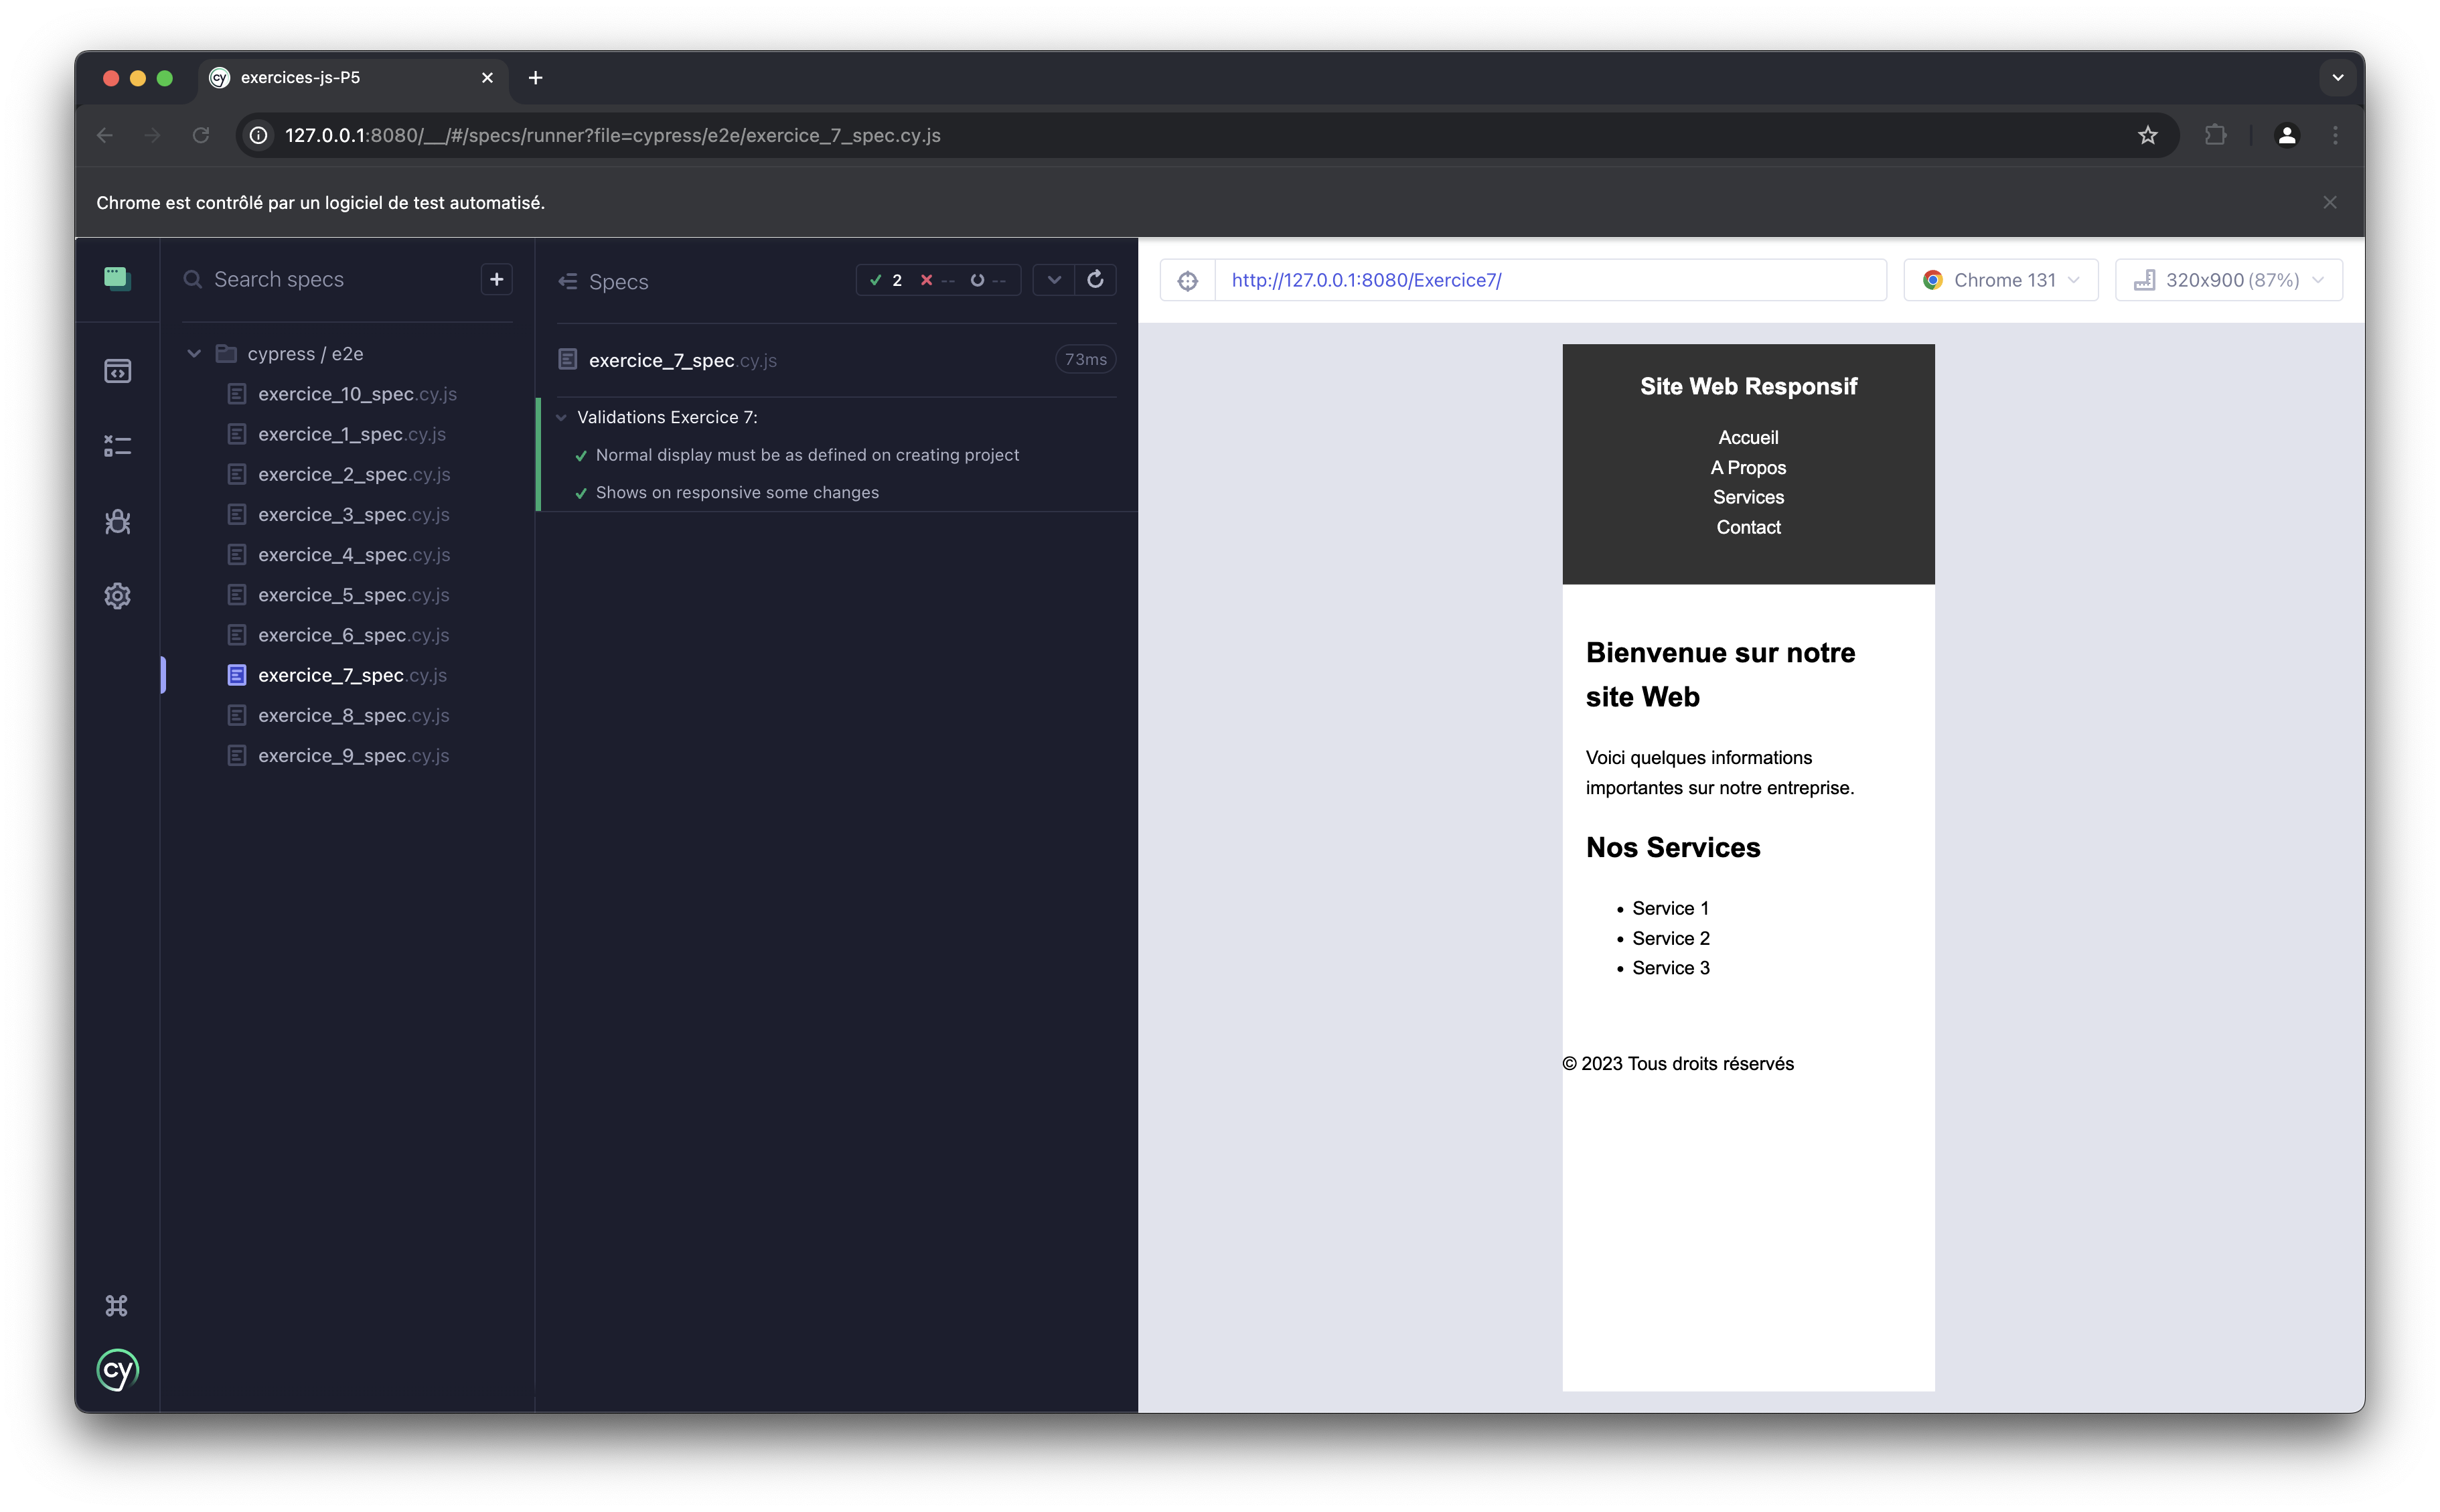 exercices-js-P5
127.0.0.1:8080/__/#/specs/runner?file=cypress/e2e/exercice_7_spec.cy.js
Chrome est contrôlé par un logiciel de test automatisé.
Search specs
cypress / e2e
exercice_10_spec.cy.js
exercice_1_spec.cy.js
exercice_2_spec.cy.js
exercice_3_spec.cy.js
exercice_4_spec.cy.js
exercice_5_spec.cy.js
exercice_6_spec.cy.js
exercice_7_spec.cy.js
exercice_8_spec.cy.js
exercice_9_spec.cy.js
cy
Specs
2 -- --
exercice_7_spec.cy.js 73ms
Validations Exercice 7:
Normal display must be as defined on creating project
Shows on responsive some changes
http://127.0.0.1:8080/Exercice7/
Chrome 131
320x900 (87%)
Site Web Responsif
Accueil
A Propos
Services
Contact
Bienvenue sur notre
site Web
Voici quelques informations
importantes sur notre entreprise.
Nos Services
• Service 1
• Service 2
• Service 3
© 2023 Tous droits réservés